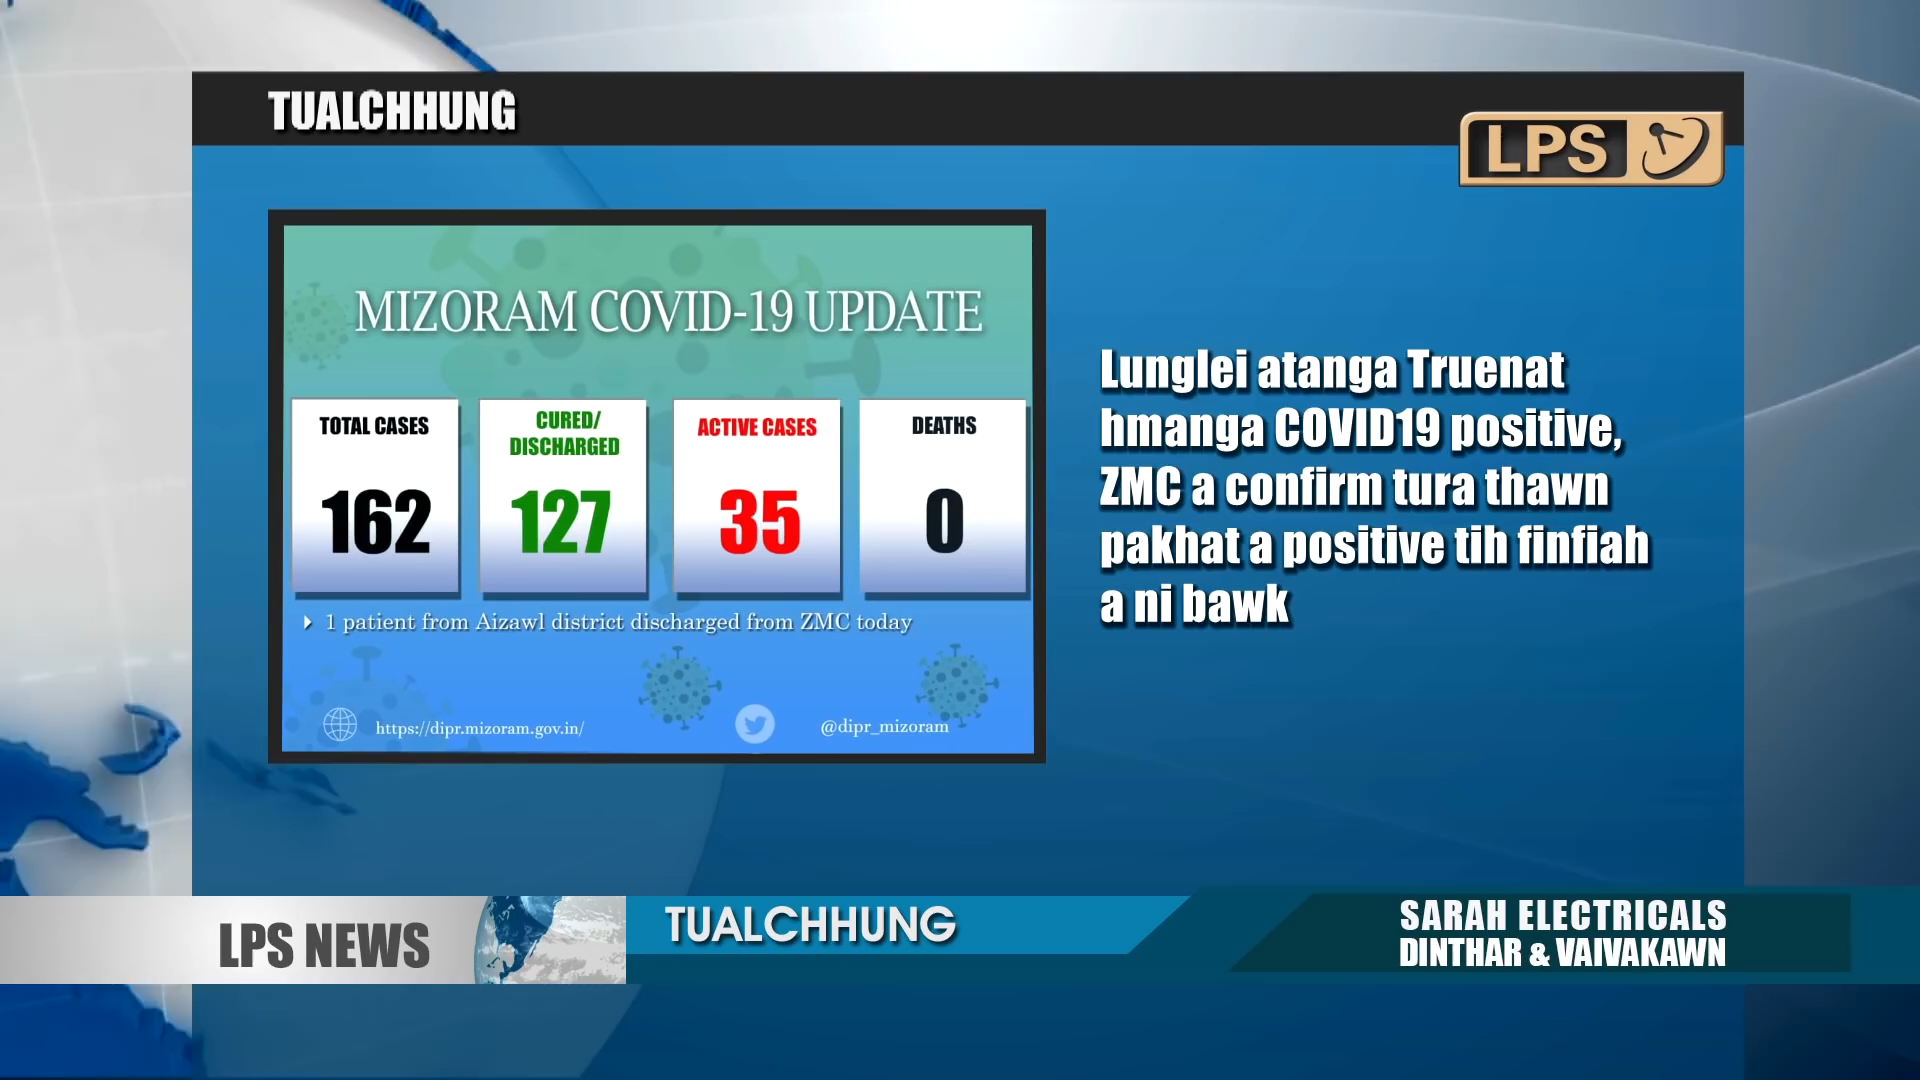 TUALCHHUNG
LPS
MIZORAM COVID-19 UPDATE
TOTAL CASES
162
CURED/
DISCHARGED
127
ACTIVE CASES
35
DEATHS
0
1 patient from Aizawl district discharged from ZMC today
https://dipr.mizoram.gov.in/
@dipr_mizoram
Lunglei atanga Truenat
hmanga COVID19 positive,
ZMC a confirm tura thawn
pakhat a positive tih finfiah
a ni bawk
LPS NEWS
TUALCHHUNG
SARAH ELECTRICALS
DINTHAR & VAIVAKAWN